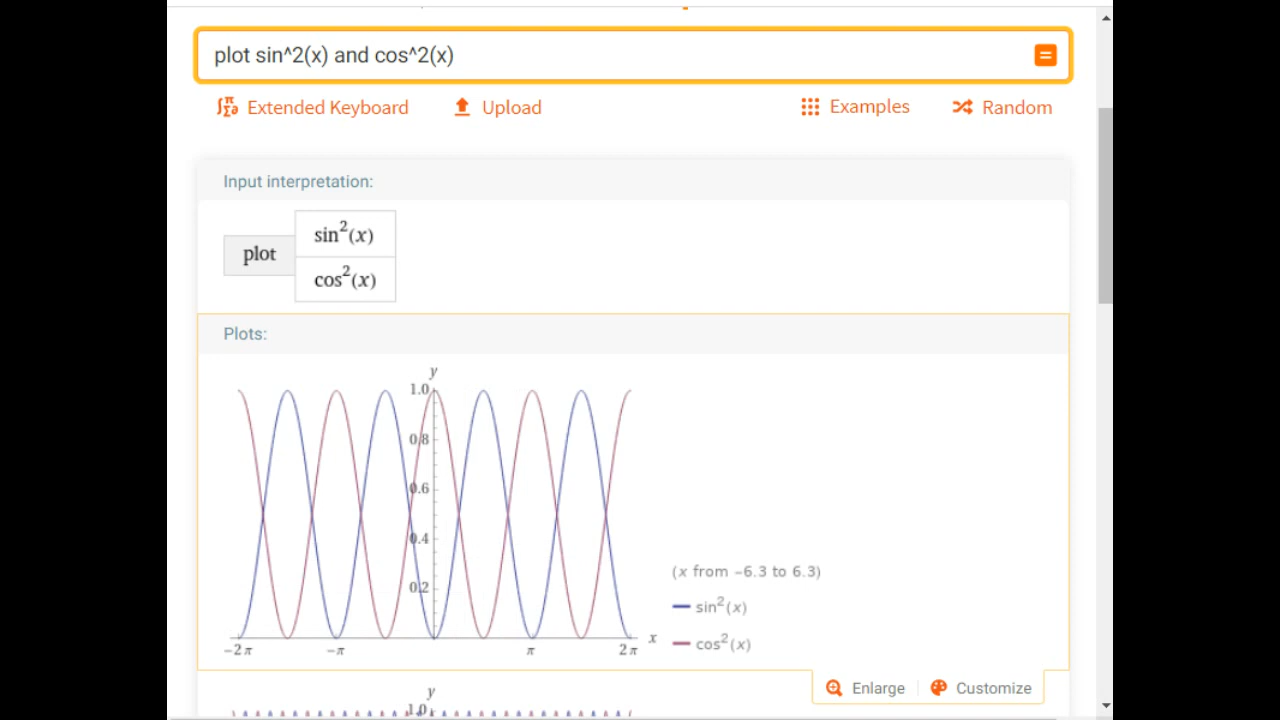 plot sin^2(x) and cos^2(x)
=
∫π Σ∂ Extended Keyboard Upload Examples Random
Input interpretation:
plot
sin²(x)
cos²(x)
Plots:
y
1.0
0.8
0.6
0.4
0.2
−2π −π π 2π x
(x from −6.3 to 6.3)
sin²(x)
cos²(x)
Enlarge Customize
y
1.0